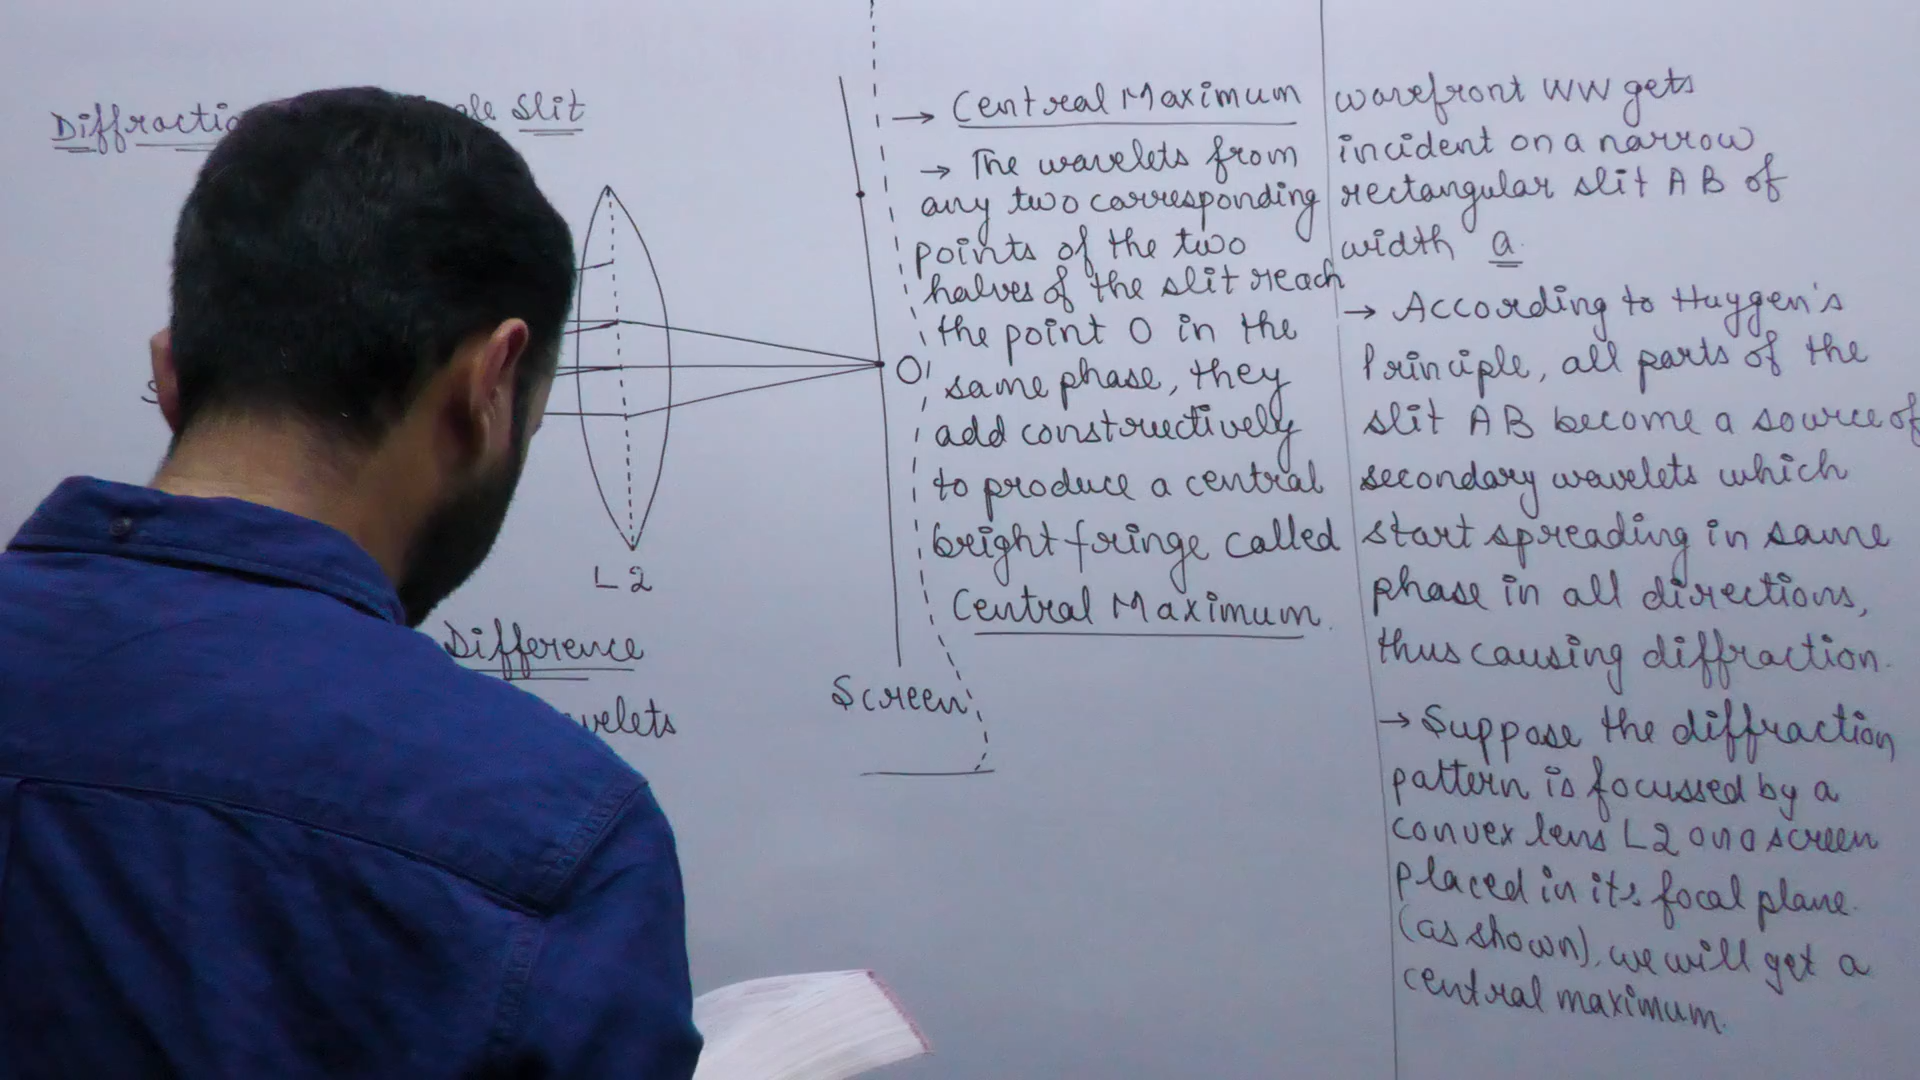 Diffraction Slit
L2
Difference
Screen
O
→ Central Maximum
→ The wavelets from
any two corresponding
points of the two
halves of the slit reach
the point O in the
same phase, they
add constructively
to produce a central
bright fringe called
Central Maximum.
wavefront WW gets
incident on a narrow
rectangular slit AB of
width a.
→ According to Huygen's
Principle, all parts of the
slit AB become a source of
secondary wavelets which
start spreading in same
phase in all directions,
thus causing diffraction.
→ Suppose the diffraction
pattern is focussed by a
convex lens L2 on a screen
placed in its focal plane.
(as shown), we will get a
central maximum.